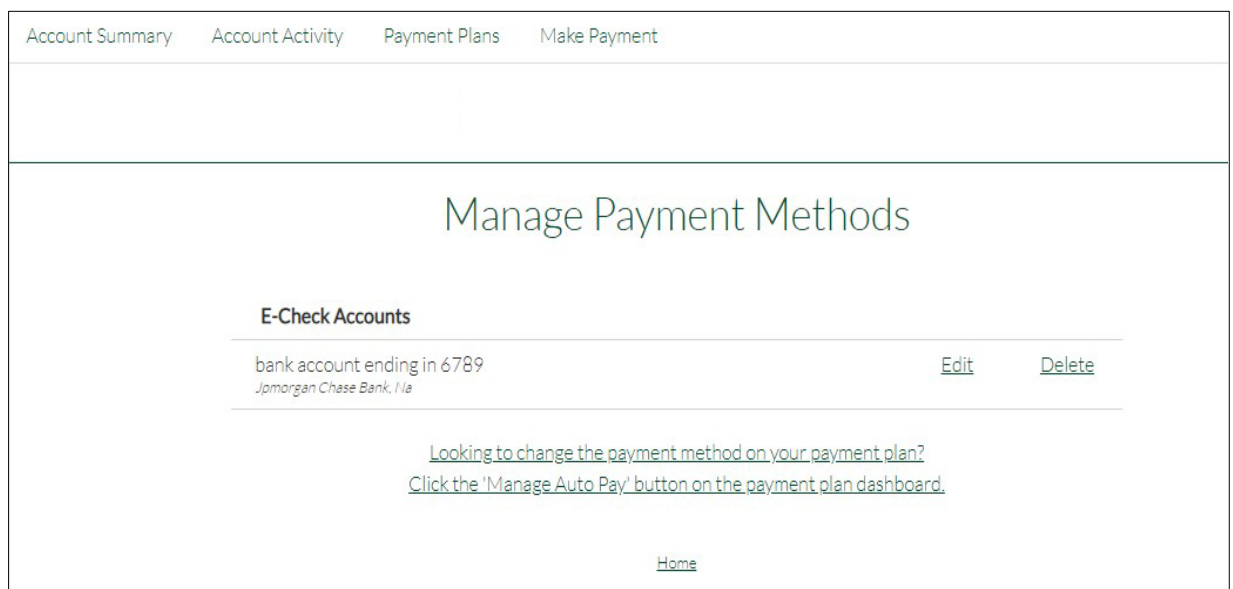 Account Summary Account Activity Payment Plans Make Payment
Manage Payment Methods
E-Check Accounts
bank account ending in 6789 Edit Delete
Jpmorgan Chase Bank, Na
Looking to change the payment method on your payment plan?
Click the 'Manage Auto Pay' button on the payment plan dashboard.
Home